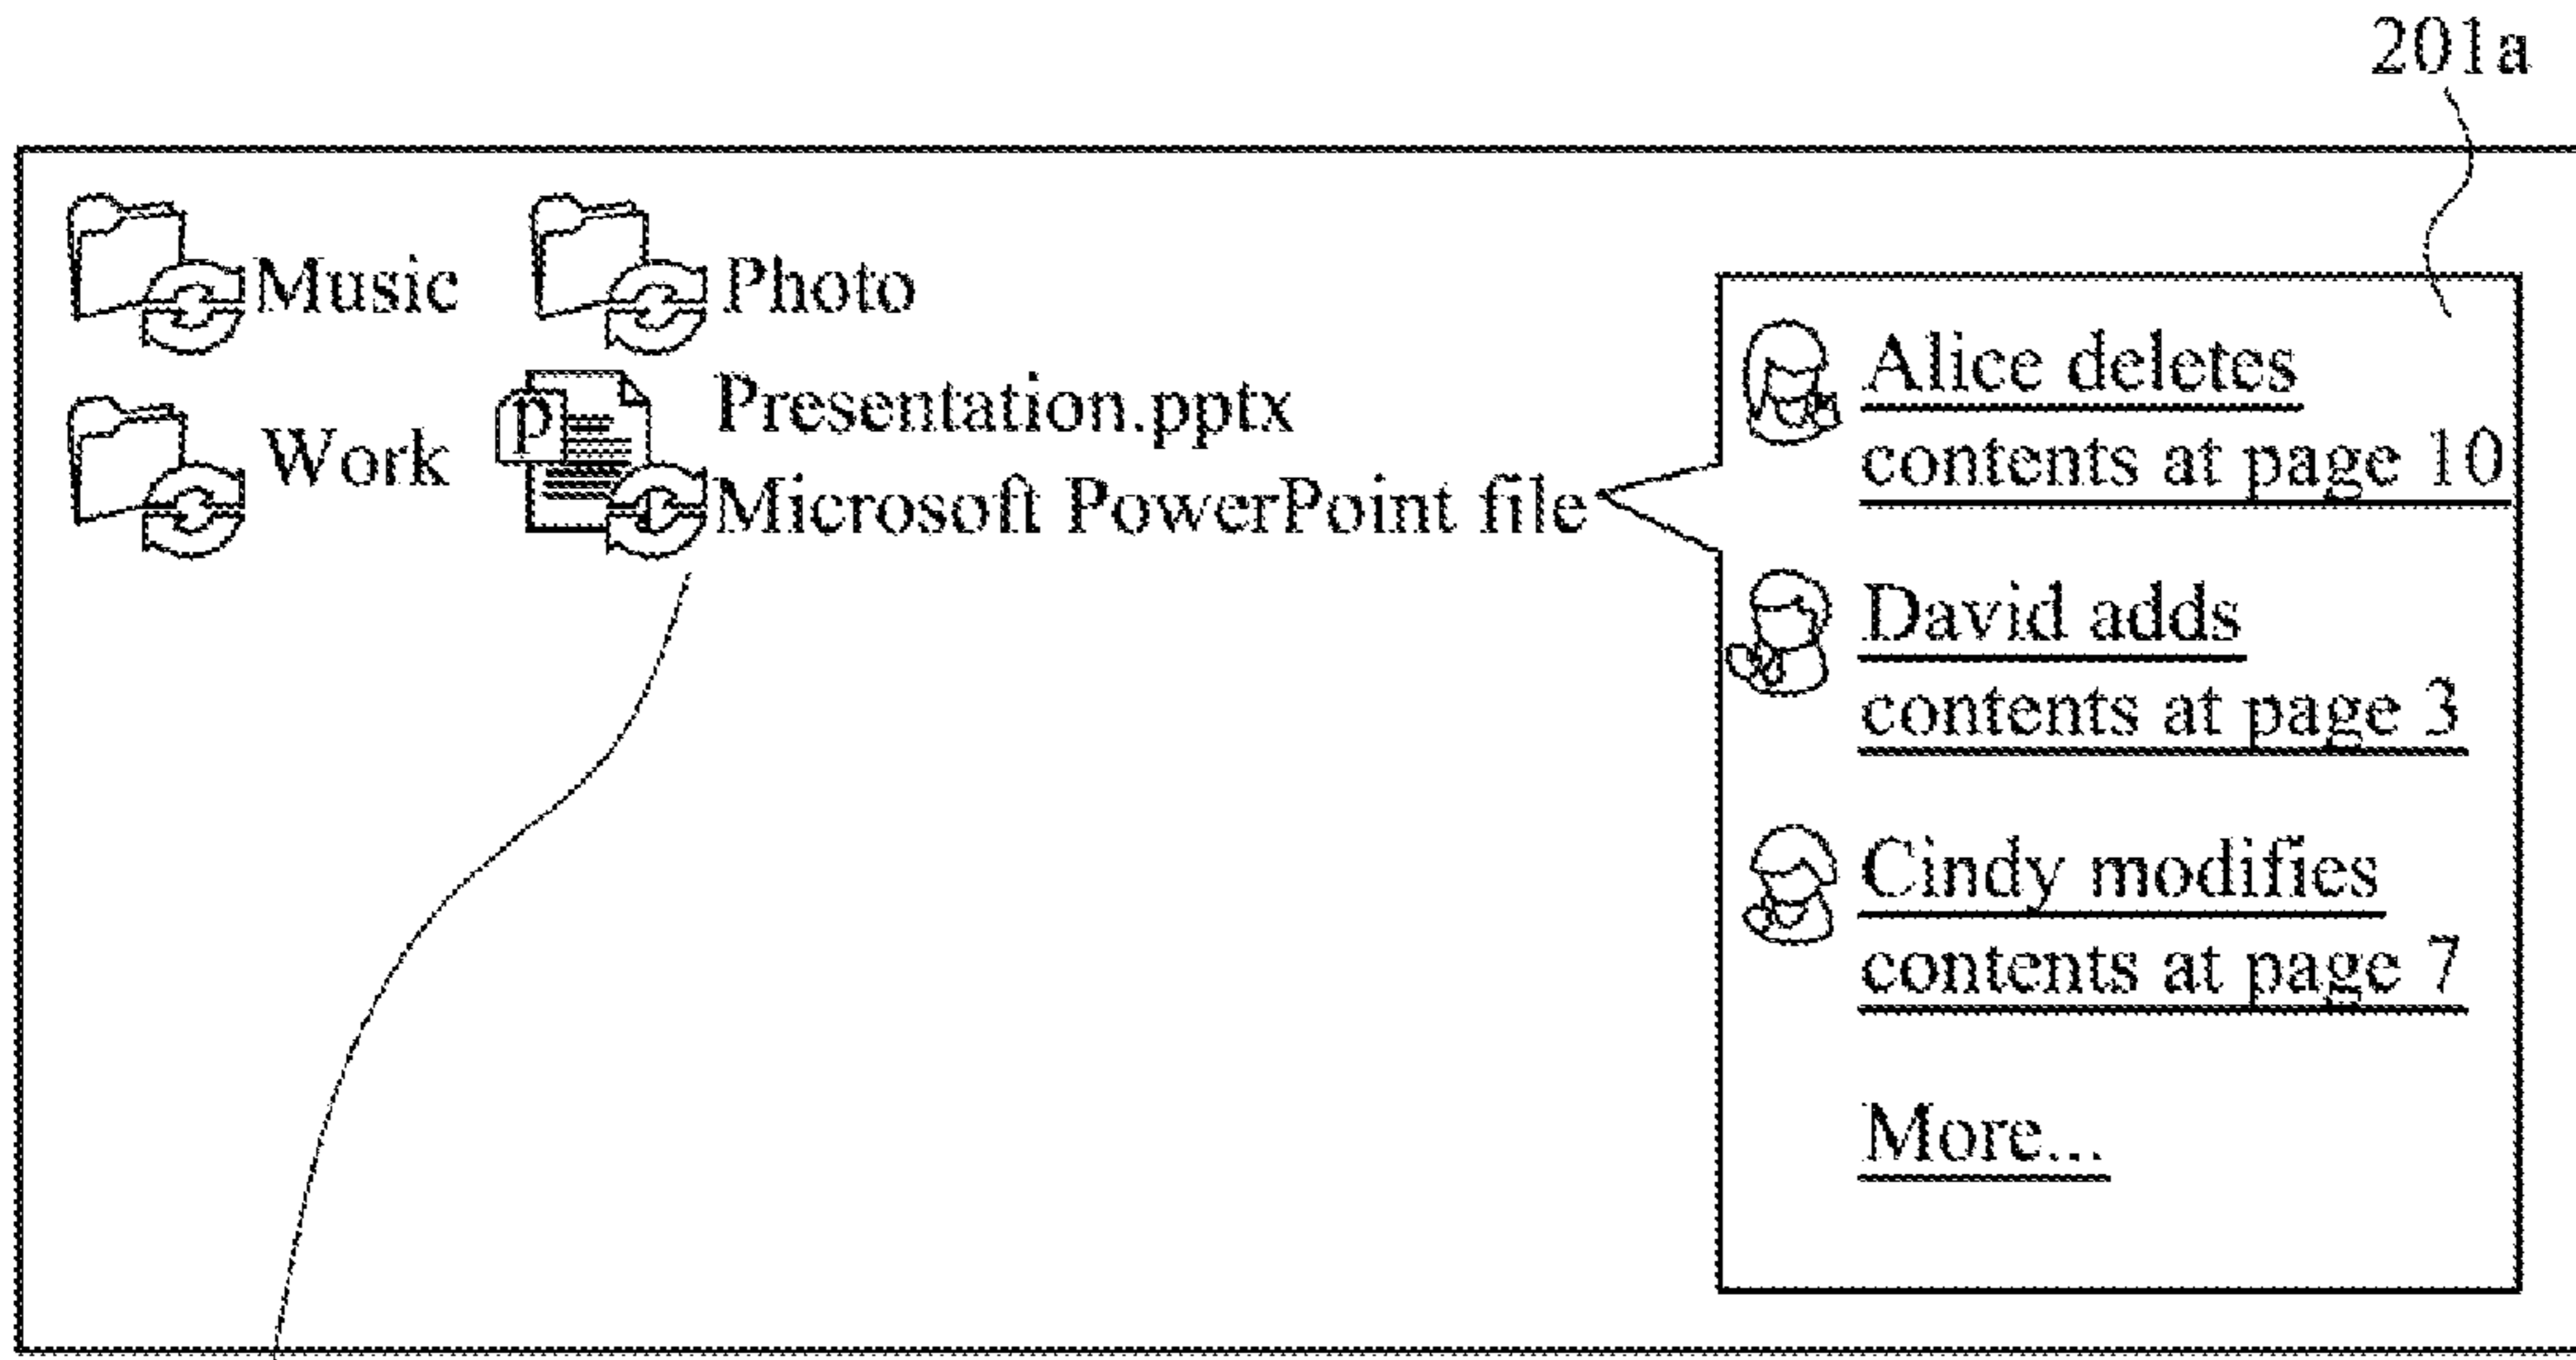 201a
Music
Photo
Work
p
Presentation.pptx
Microsoft PowerPoint file
Alice deletes
contents at page 10
David adds
contents at page 3
Cindy modifies
contents at page 7
More...